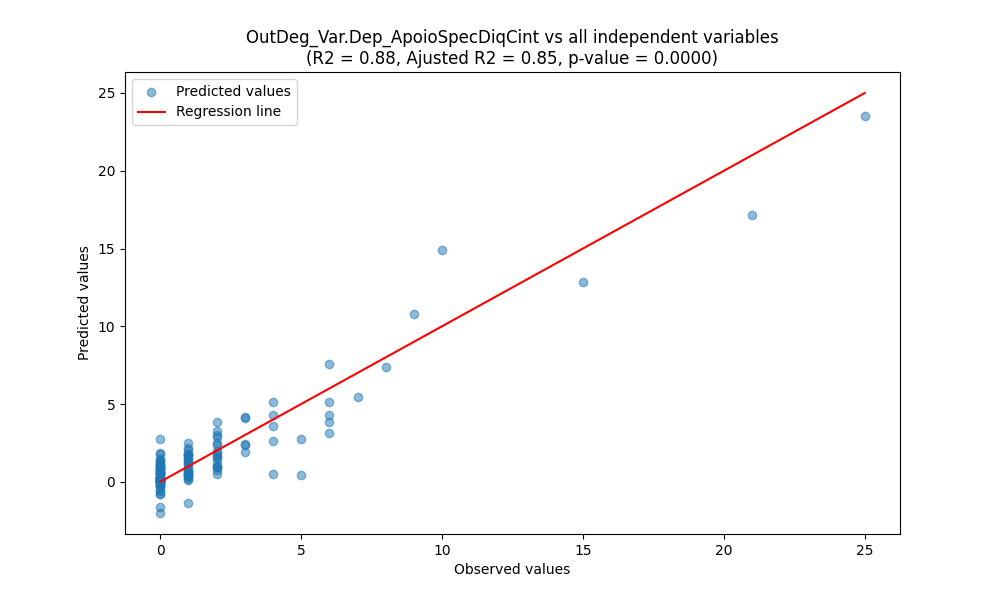 OutDeg_Var.Dep_ApoioSpecDiqCint vs all independent variables
(R2 = 0.88, Ajusted R2 = 0.85, p-value = 0.0000)
Predicted values
Regression line
25
20
15
10
5
0
Predicted values
0 5 10 15 20 25
Observed values